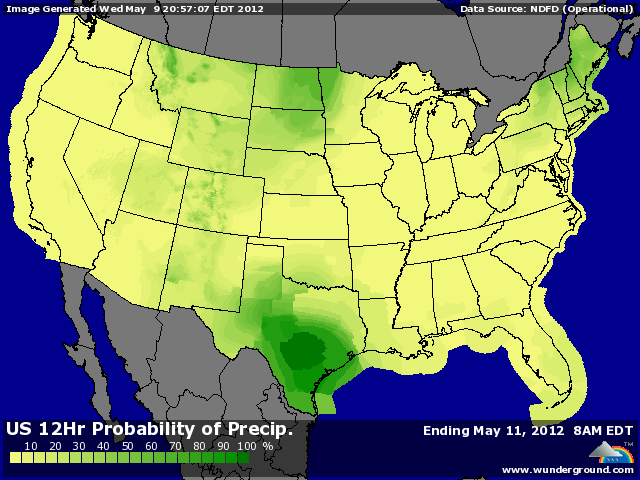 Image Generated Wed May 9 20:57:07 EDT 2012
Data Source: NDFD (Operational)
US 12Hr Probability of Precip.
10 20 30 40 50 60 70 80 90 100 %
Ending May 11, 2012 8AM EDT
TM
www.wunderground.com